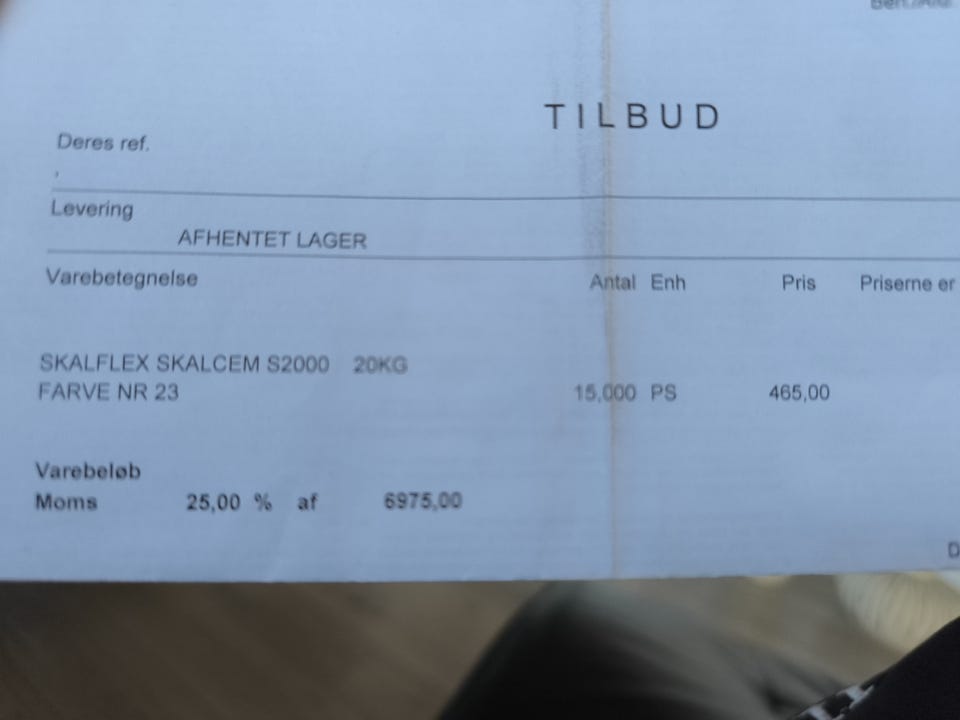 TILBUD
Deres ref.
,
Levering
AFHENTET LAGER
Varebetegnelse Antal Enh Pris Priserne er
SKALFLEX SKALCEM S2000 20KG
FARVE NR 23 15,000 PS 465,00
Varebeløb
Moms 25,00 % af 6975,00
D